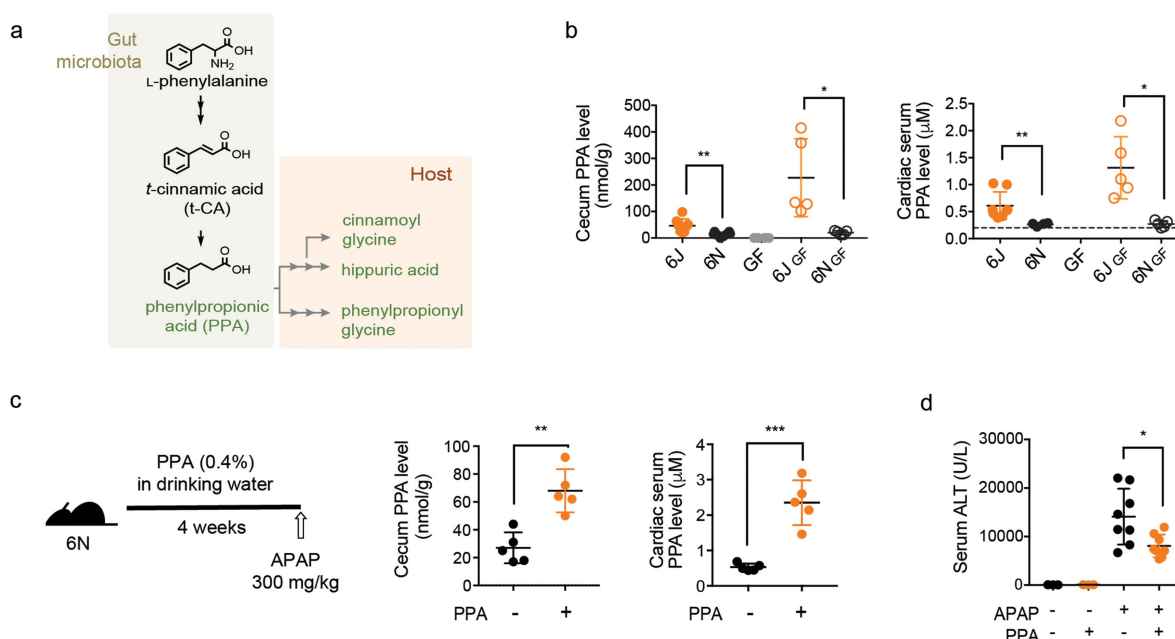 a
Gut
microbiota
O
OH
NH2
L-phenylalanine
O
OH
t-cinnamic acid
(t-CA)
O
OH
phenylpropionic
acid (PPA)
Host
cinnamoyl
glycine
hippuric acid
phenylpropionyl
glycine
b
Cecum PPA level
(nmol/g)
500
400
300
200
100
0
**
*
6J
6N
GF
6J GF
6N GF
Cardiac serum
PPA level (μM)
2.5
2.0
1.5
1.0
0.5
0.0
**
*
6J
6N
GF
6J GF
6N GF
c
PPA (0.4%)
in drinking water
4 weeks
6N
APAP
300 mg/kg
Cecum PPA level
(nmol/g)
100
80
60
40
20
0
**
PPA - +
Cardiac serum
PPA level (μM)
4
3
2
1
0
***
PPA - +
d
Serum ALT (U/L)
30000
20000
10000
0
*
APAP - - + +
PPA - + - +